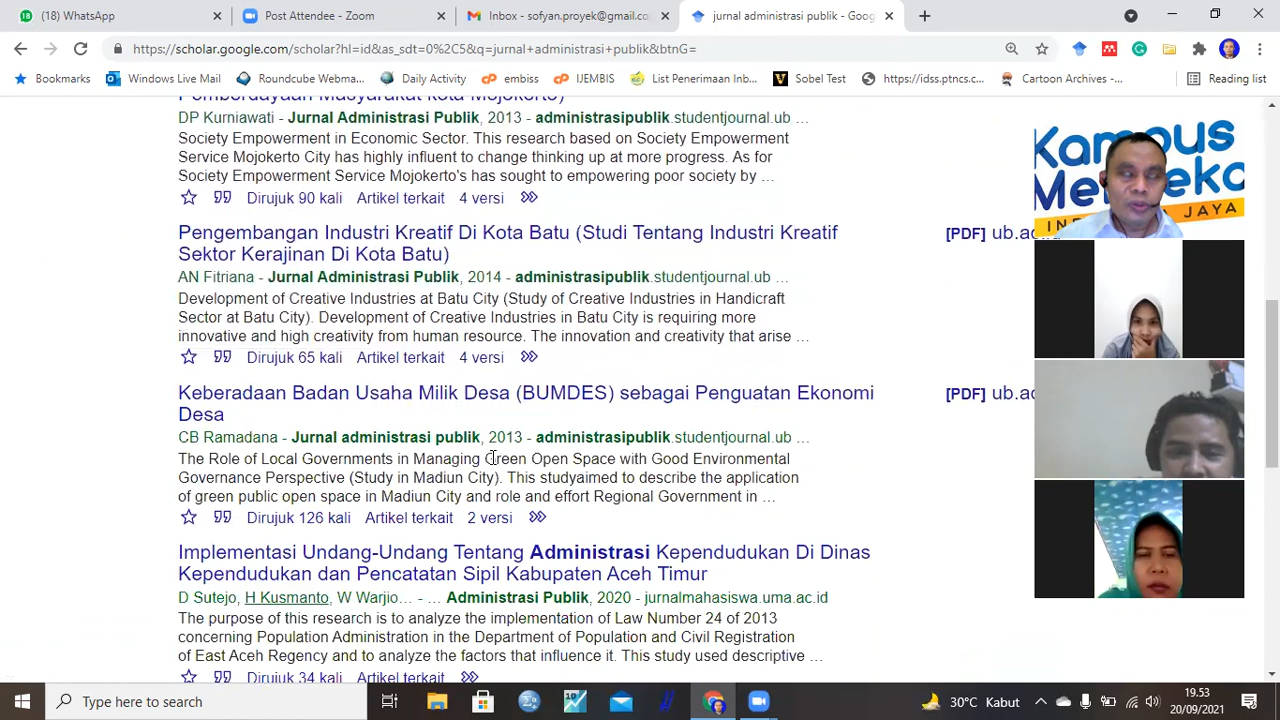 (18) WhatsApp
Post Attendee - Zoom
Inbox - sofyan.proyek@gmail.co
jurnal administrasi publik - Goog
https://scholar.google.com/scholar?hl=id&as_sdt=0%2C5&q=jurnal+administrasi+publik&btnG=
Bookmarks
Windows Live Mail
Roundcube Webma...
Daily Activity
embiss
IJEMBIS
List Penerimaan Inb...
Sobel Test
https://idss.ptncs.c...
Cartoon Archives -...
Reading list
Pemberdayaan Masyarakat kota Mojokerto)
DP Kurniawati - Jurnal Administrasi Publik, 2013 - administrasipublik.studentjournal.ub ...
Society Empowerment in Economic Sector. This research based on Society Empowerment
Service Mojokerto City has highly influent to change thinking up at more progress. As for
Society Empowerment Service Mojokerto's has sought to empowering poor society by ...
Dirujuk 90 kali Artikel terkait 4 versi
Pengembangan Industri Kreatif Di Kota Batu (Studi Tentang Industri Kreatif
Sektor Kerajinan Di Kota Batu)
[PDF] ub.ac.id
AN Fitriana - Jurnal Administrasi Publik, 2014 - administrasipublik.studentjournal.ub ...
Development of Creative Industries at Batu City (Study of Creative Industries in Handicraft
Sector at Batu City). Development of Creative Industries in Batu City is requiring more
innovative and high creativity from human resource. The innovation and creativity that arise ...
Dirujuk 65 kali Artikel terkait 4 versi
Keberadaan Badan Usaha Milik Desa (BUMDES) sebagai Penguatan Ekonomi
Desa
[PDF] ub.ac
CB Ramadana - Jurnal administrasi publik, 2013 - administrasipublik.studentjournal.ub ...
The Role of Local Governments in Managing Green Open Space with Good Environmental
Governance Perspective (Study in Madiun City). This studyaimed to describe the application
of green public open space in Madiun City and role and effort Regional Government in ...
Dirujuk 126 kali Artikel terkait 2 versi
Implementasi Undang-Undang Tentang Administrasi Kependudukan Di Dinas
Kependudukan dan Pencatatan Sipil Kabupaten Aceh Timur
D Sutejo, H Kusmanto, W Warjio... - ... Administrasi Publik, 2020 - jurnalmahasiswa.uma.ac.id
The purpose of this research is to analyze the implementation of Law Number 24 of 2013
concerning Population Administration in the Department of Population and Civil Registration
of East Aceh Regency and to analyze the factors that influence it. This study used descriptive ...
Dirujuk 34 kali Artikel terkait
Kampus
Merdeka
JAYA
Type here to search
30°C Kabut
19.53
20/09/2021